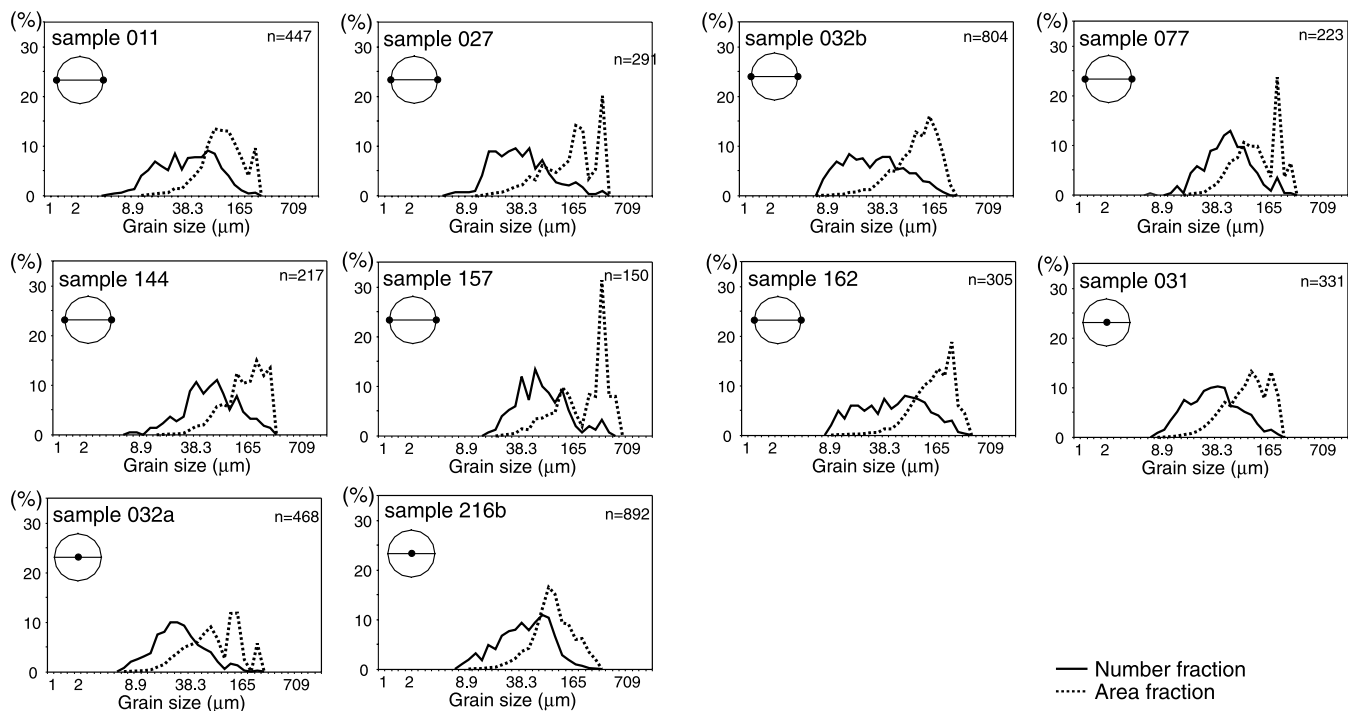 (%)
30
20
10
0
sample 011
n=447
1 2 8.9 38.3 165 709
Grain size (μm)
(%)
30
20
10
0
sample 027
n=291
1 2 8.9 38.3 165 709
Grain size (μm)
(%)
30
20
10
0
sample 032b
n=804
1 2 8.9 38.3 165 709
Grain size (μm)
(%)
30
20
10
0
sample 077
n=223
1 2 8.9 38.3 165 709
Grain size (μm)
(%)
30
20
10
0
sample 144
n=217
1 2 8.9 38.3 165 709
Grain size (μm)
(%)
30
20
10
0
sample 157
n=150
1 2 8.9 38.3 165 709
Grain size (μm)
(%)
30
20
10
0
sample 162
n=305
1 2 8.9 38.3 165 709
Grain size (μm)
(%)
30
20
10
0
sample 031
n=331
1 2 8.9 38.3 165 709
Grain size (μm)
(%)
30
20
10
0
sample 032a
n=468
1 2 8.9 38.3 165 709
Grain size (μm)
(%)
30
20
10
0
sample 216b
n=892
1 2 8.9 38.3 165 709
Grain size (μm)
Number fraction
Area fraction